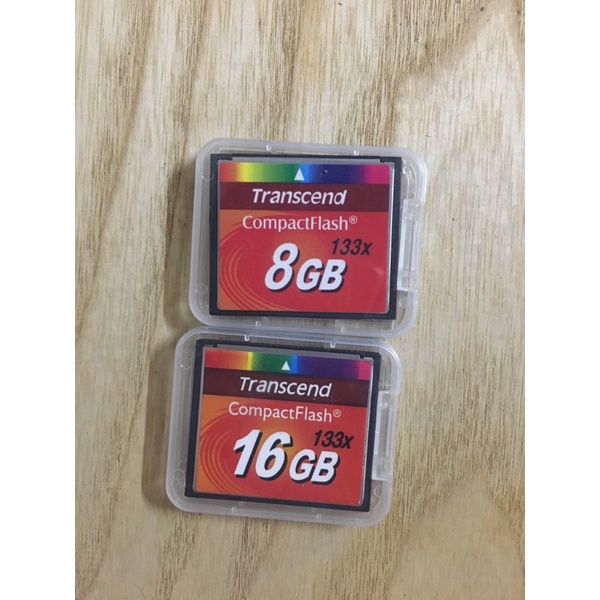 Transcend
CompactFlash®
133x
8GB
Transcend
CompactFlash®
133x
16GB